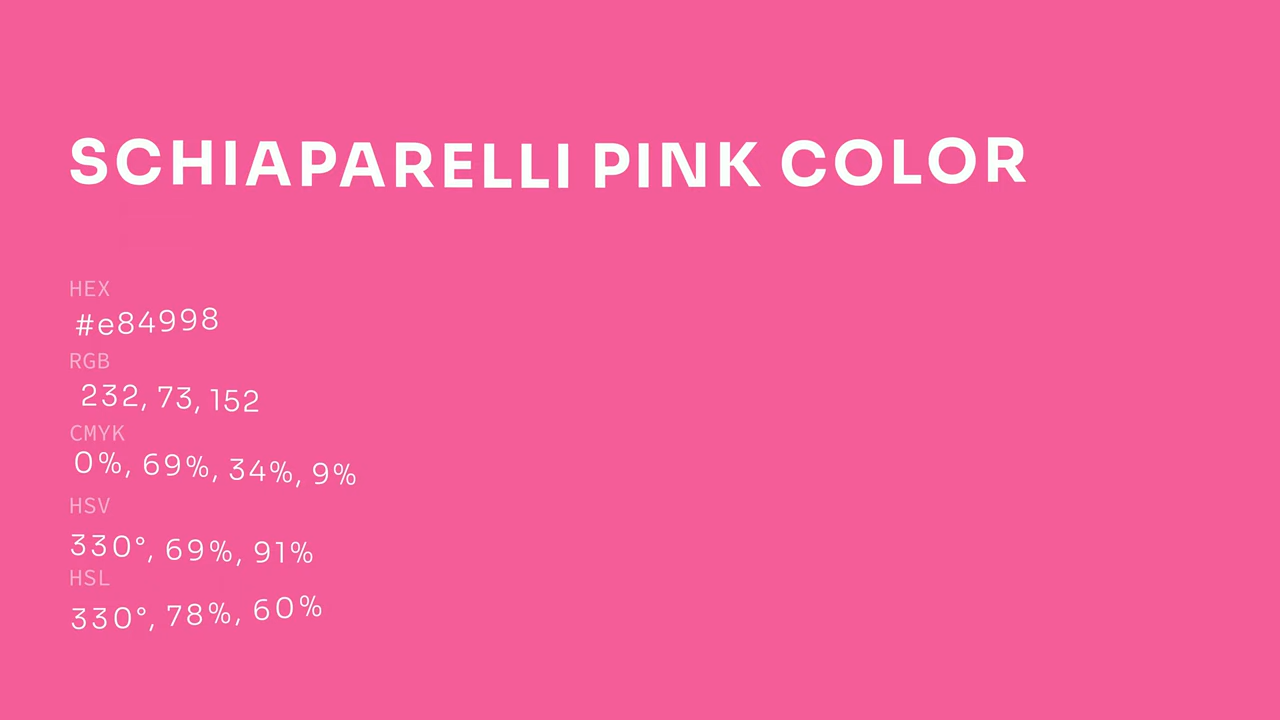 SCHIAPARELLI PINK COLOR
HEX
#e84998
RGB
232, 73, 152
CMYK
0%, 69%, 34%, 9%
HSV
330°, 69%, 91%
HSL
330°, 78%, 60%